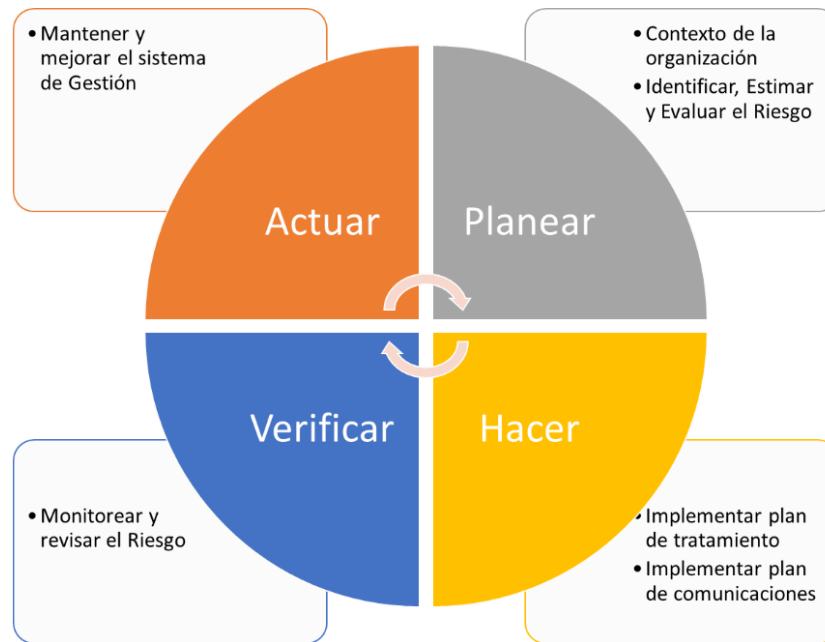 • Mantener y
mejorar el sistema
de Gestión
• Contexto de la
organización
• Identificar, Estimar
y Evaluar el Riesgo
Actuar
Planear
Verificar
Hacer
• Monitorear y
revisar el Riesgo
• Implementar plan
de tratamiento
• Implementar plan
de comunicaciones